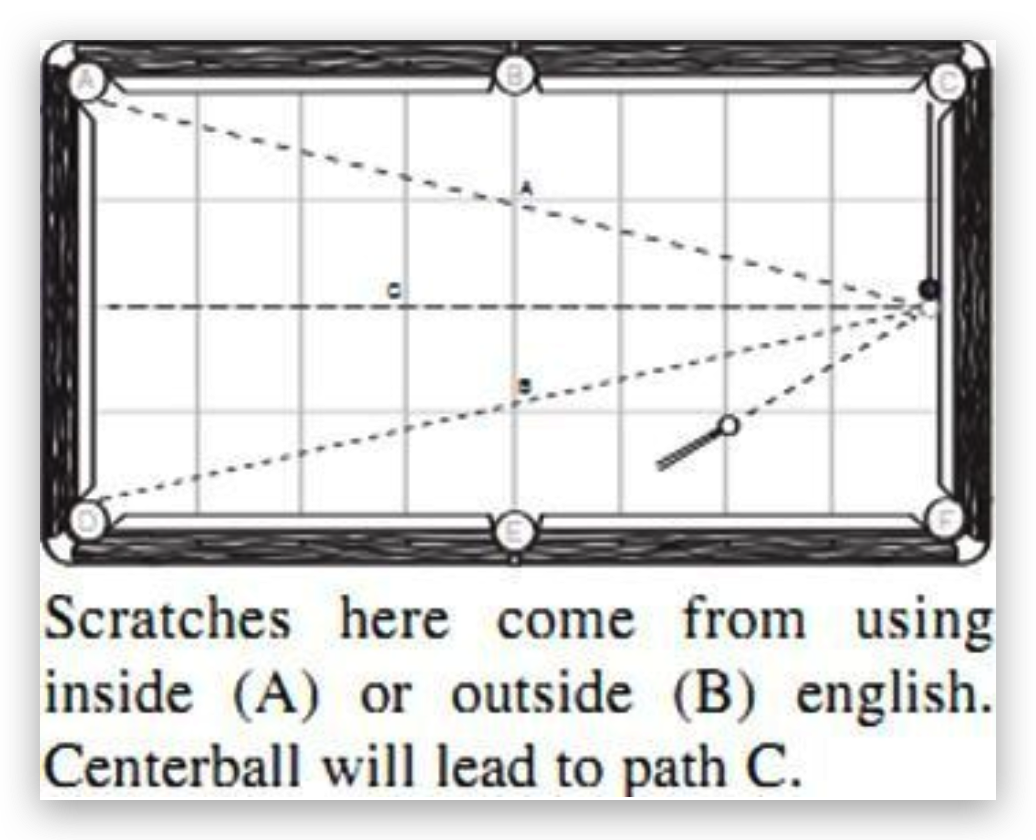 A
B
C
A
C
B
D
E
F
Scratches here come from using
inside (A) or outside (B) english.
Centerball will lead to path C.